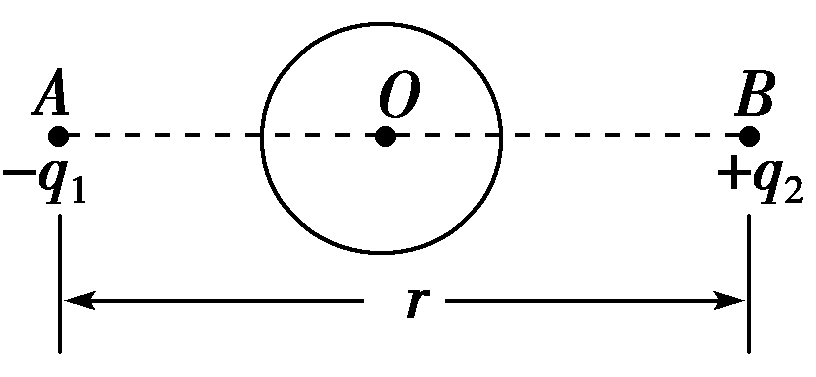 A O B
−q₁ +q₂
r